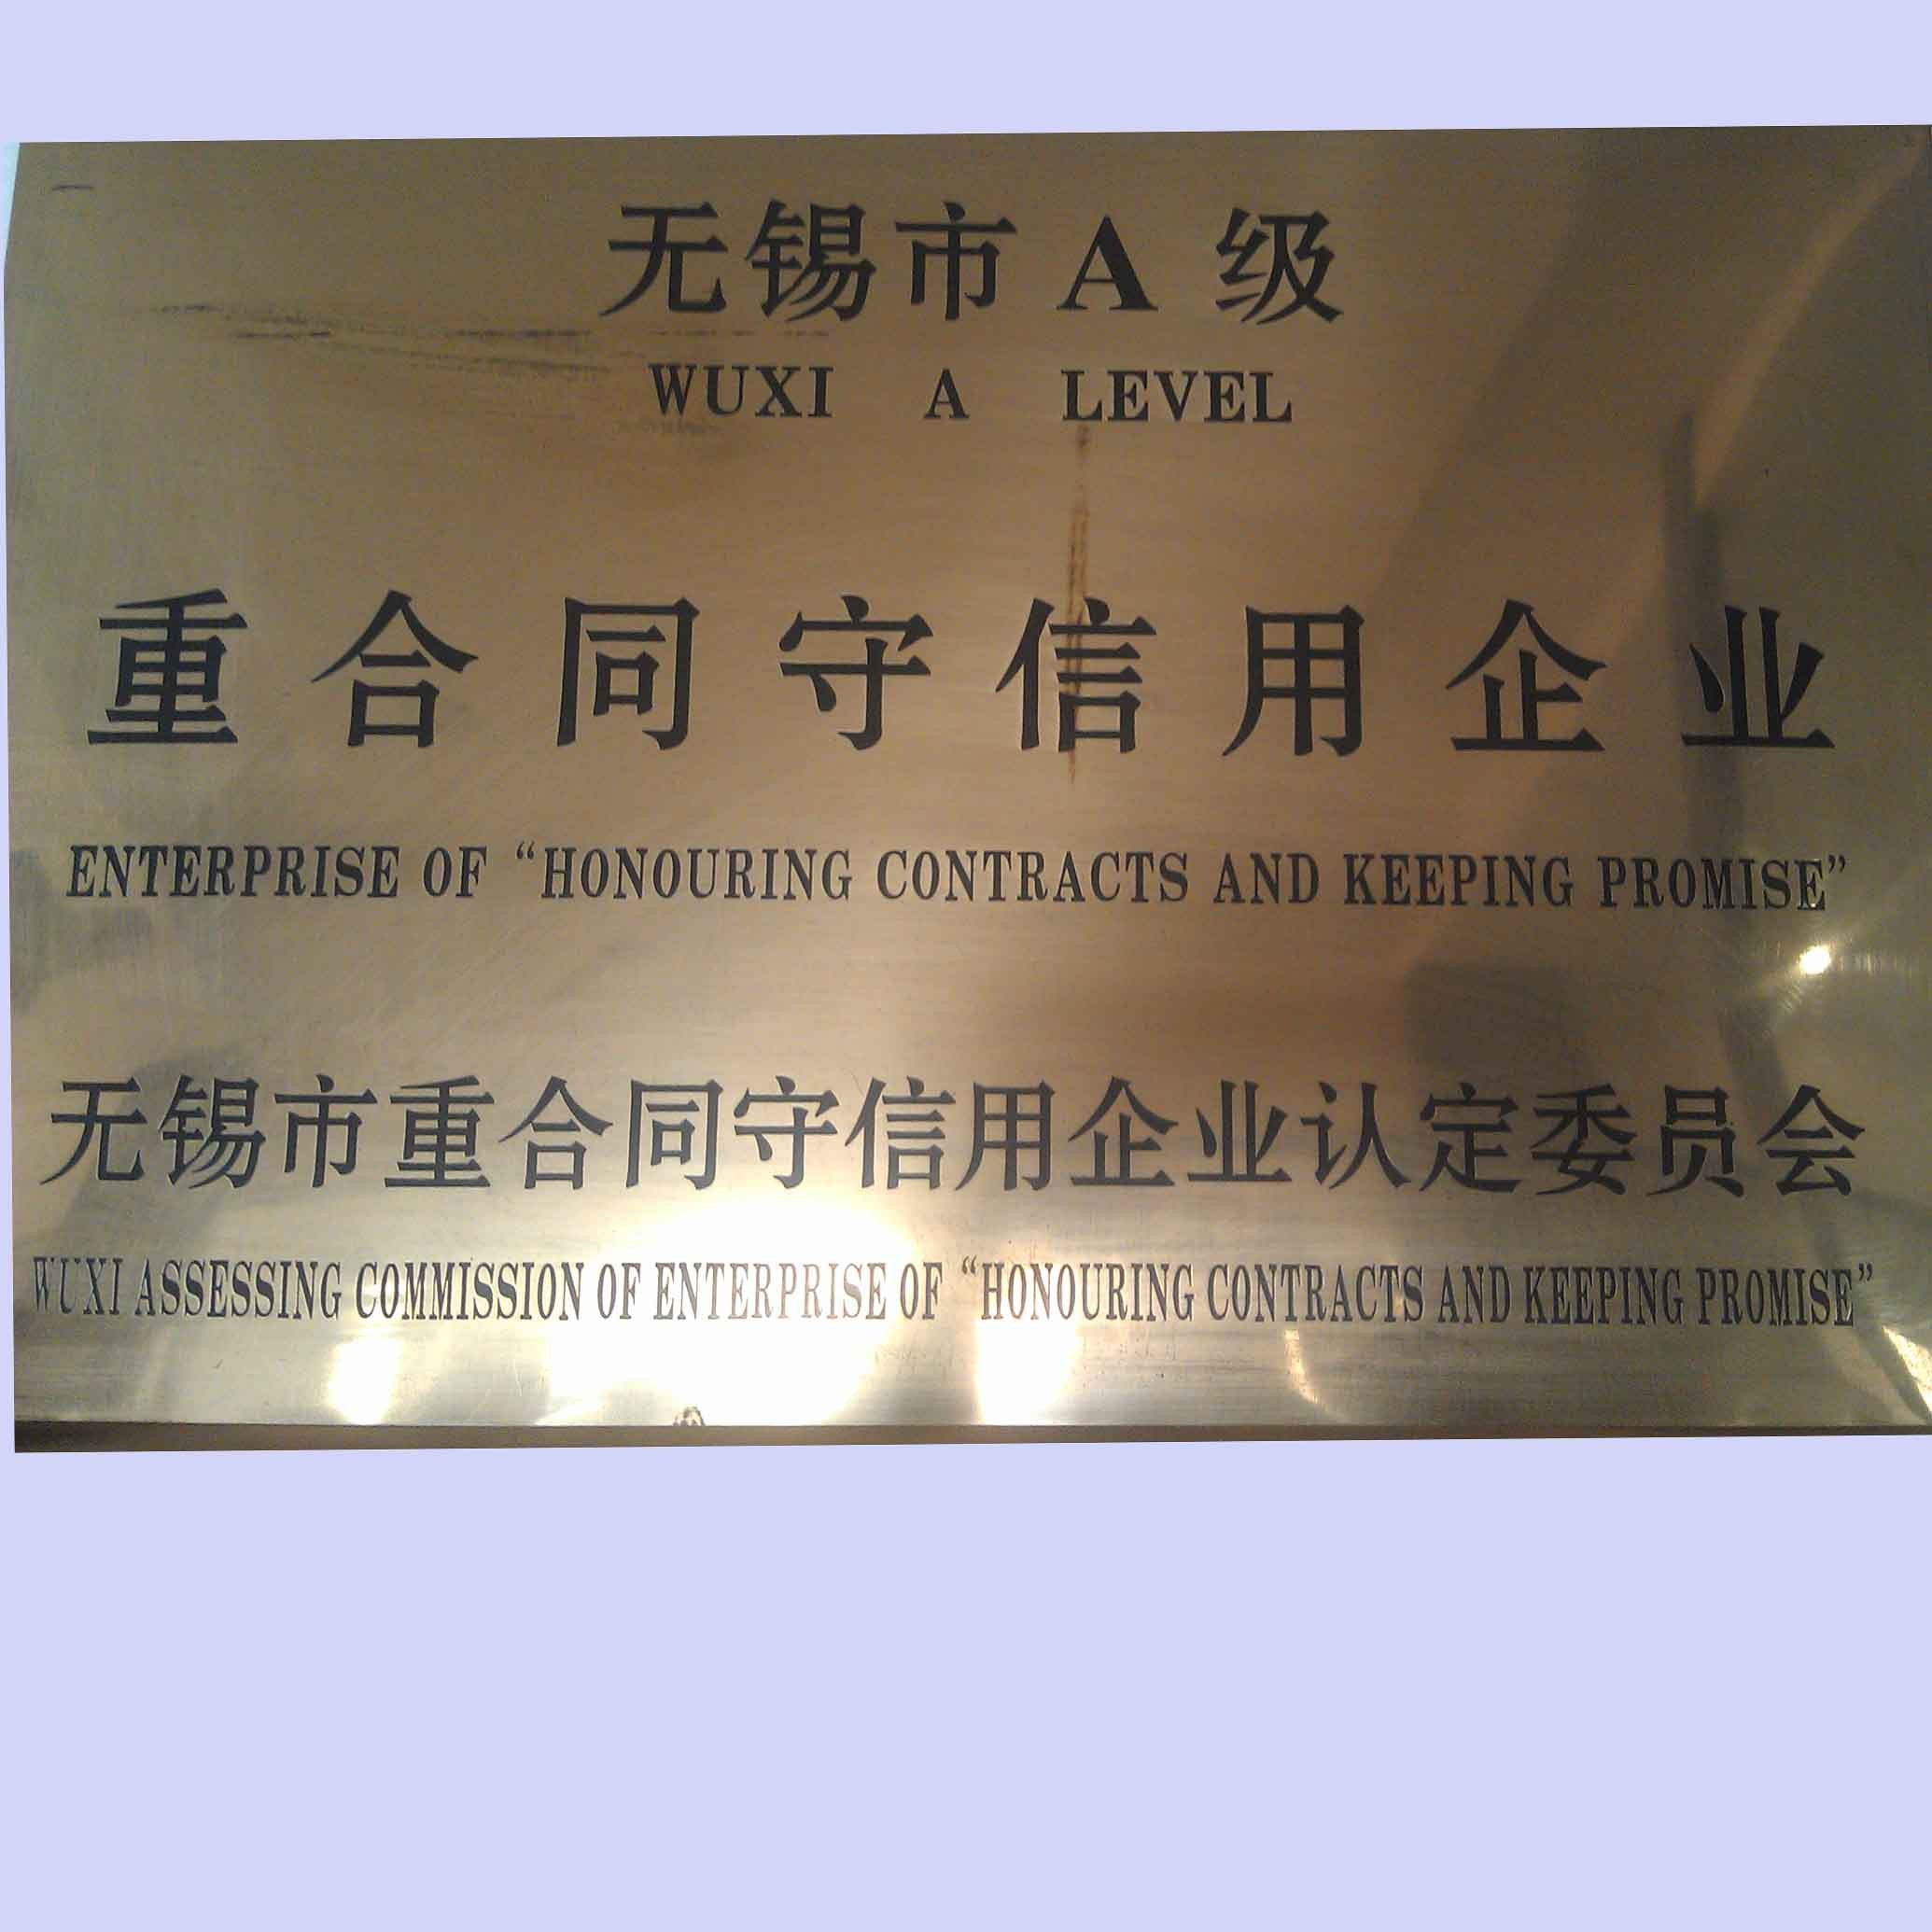 无锡市 A 级
WUXI A LEVEL
重合同守信用企业
ENTERPRISE OF “HONOURING CONTRACTS AND KEEPING PROMISE”
无锡市重合同守信用企业认定委员会
WUXI ASSESSING COMMISSION OF ENTERPRISE OF “HONOURING CONTRACTS AND KEEPING PROMISE”